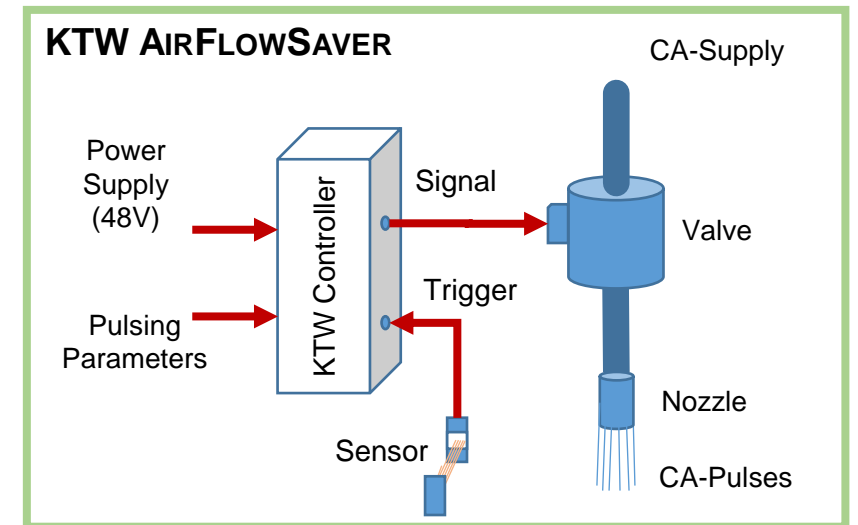 KTW AIRFLOWSAVER
CA-Supply
Power
Supply
(48V)
Signal
KTW Controller
Valve
Trigger
Pulsing
Parameters
Nozzle
Sensor
CA-Pulses